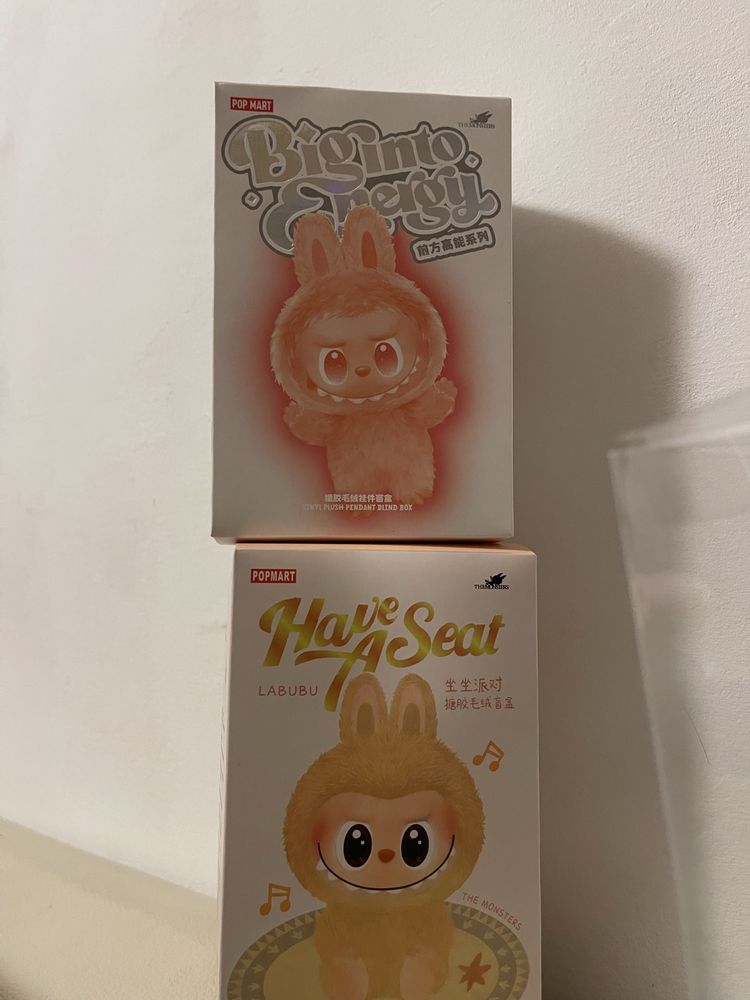 POP MART
THE MONSTERS
Big into
Energy
前方高能系列
搪胶毛绒挂件盲盒
VINYL PLUSH PENDANT BLIND BOX
POP MART
THE MONSTERS
Have
A Seat
LABUBU
坐坐派对
搪胶毛绒盲盒
THE MONSTERS